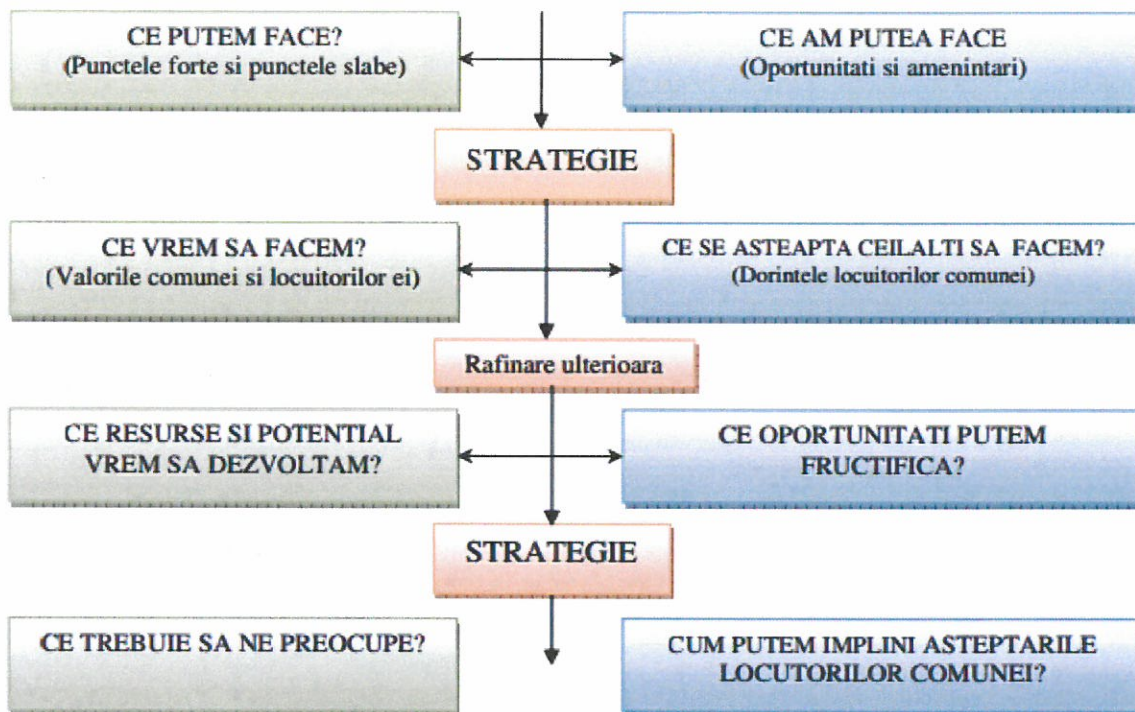 CE PUTEM FACE?
(Punctele forte si punctele slabe)
CE AM PUTEA FACE
(Oportunitati si amenintari)
STRATEGIE
CE VREM SA FACEM?
(Valorile comunei si locuitorilor ei)
CE SE ASTEAPTA CEILALTI SA FACEM?
(Dorintele locuitorilor comunei)
Rafinare ulterioara
CE RESURSE SI POTENTIAL
VREM SA DEZVOLTAM?
CE OPORTUNITATI PUTEM
FRUCTIFICA?
STRATEGIE
CE TREBUIE SA NE PREOCUPE?
CUM PUTEM IMPLINI ASTEPTARILE
LOCUTORILOR COMUNEI?